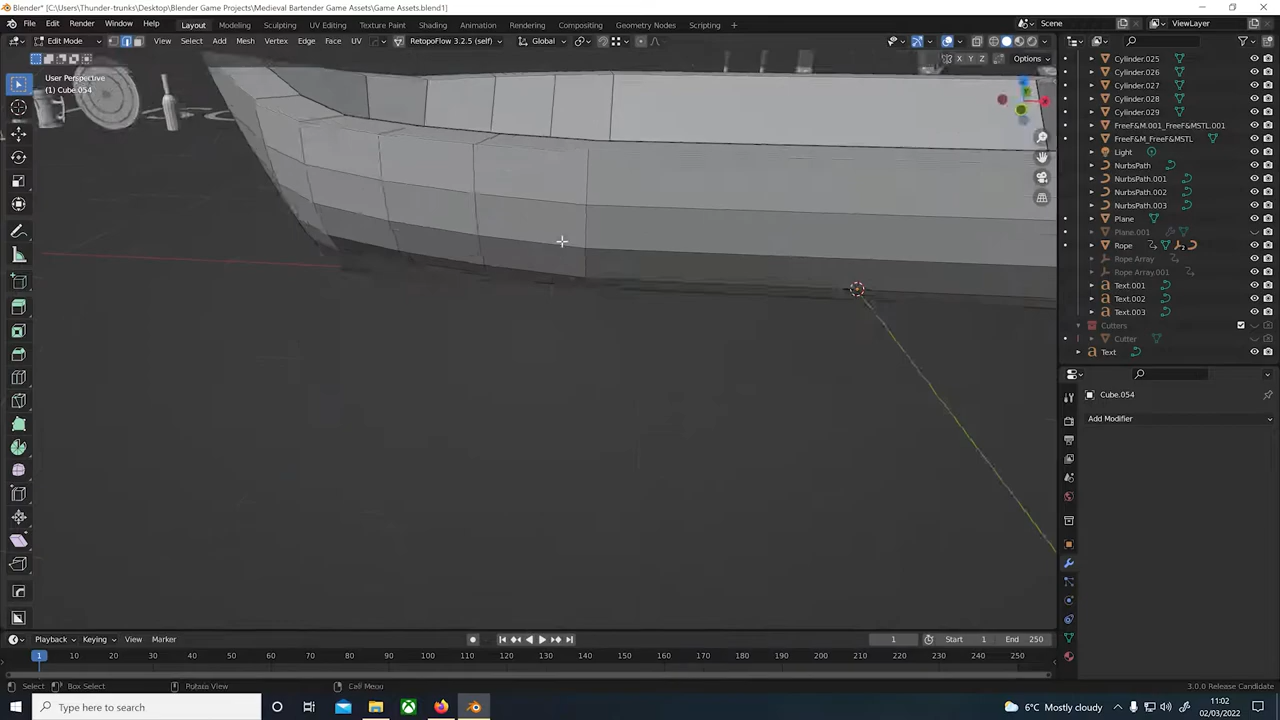 Blender* [C:\Users\Thunder-trunks\Desktop\Blender Game Projects\Medieval Bartender Game Assets\Game Assets.blend1]
File Edit Render Window Help Layout Modeling Sculpting UV Editing Texture Paint Shading Animation Rendering Compositing Geometry Nodes Scripting + Scene ViewLayer
Edit Mode View Select Add Mesh Vertex Edge Face UV RetopoFlow 3.2.5 (self) Global
X Y Z Options
User Perspective
(1) Cube.054
Cylinder.025
Cylinder.026
Cylinder.027
Cylinder.028
Cylinder.029
FreeF&M.001_FreeF&MSTL.001
FreeF&M_FreeF&MSTL
Light
NurbsPath
NurbsPath.001
NurbsPath.002
NurbsPath.003
Plane
Plane.001
Rope
Rope Array
Rope Array.001
Text.001
Text.002
Text.003
Cutters
Cutter
Text
Cube.054
Add Modifier
Playback Keying View Marker 1 Start 1 End 250
1 10 20 30 40 50 60 70 80 90 100 110 120 130 140 150 160 170 180 190 200 210 220 230 240 250
Select Box Select Rotate View Call Menu 3.0.0 Release Candidate
Type here to search 6°C Mostly cloudy 11:02
02/03/2022